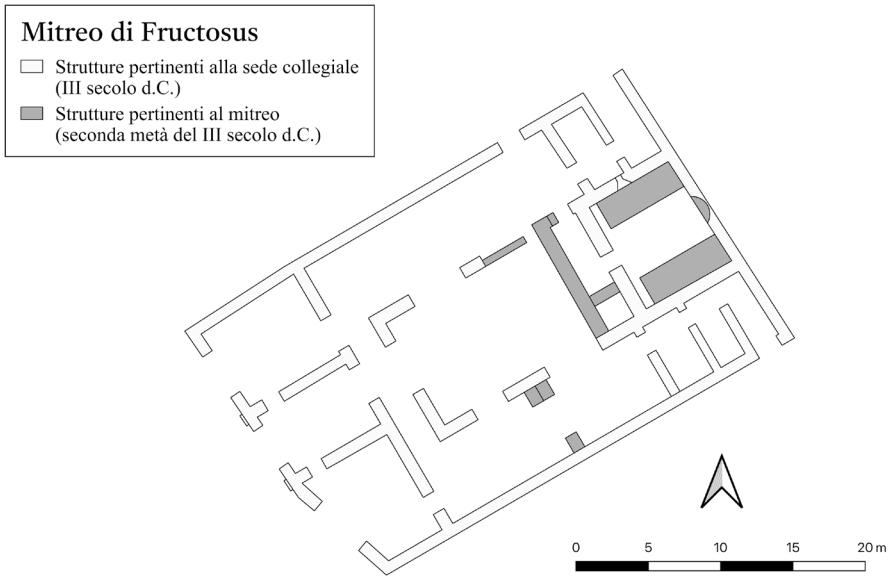 Mitreo di Fructosus
Strutture pertinenti alla sede collegiale
(III secolo d.C.)
Strutture pertinenti al mitreo
(seconda metà del III secolo d.C.)
0 5 10 15 20 m